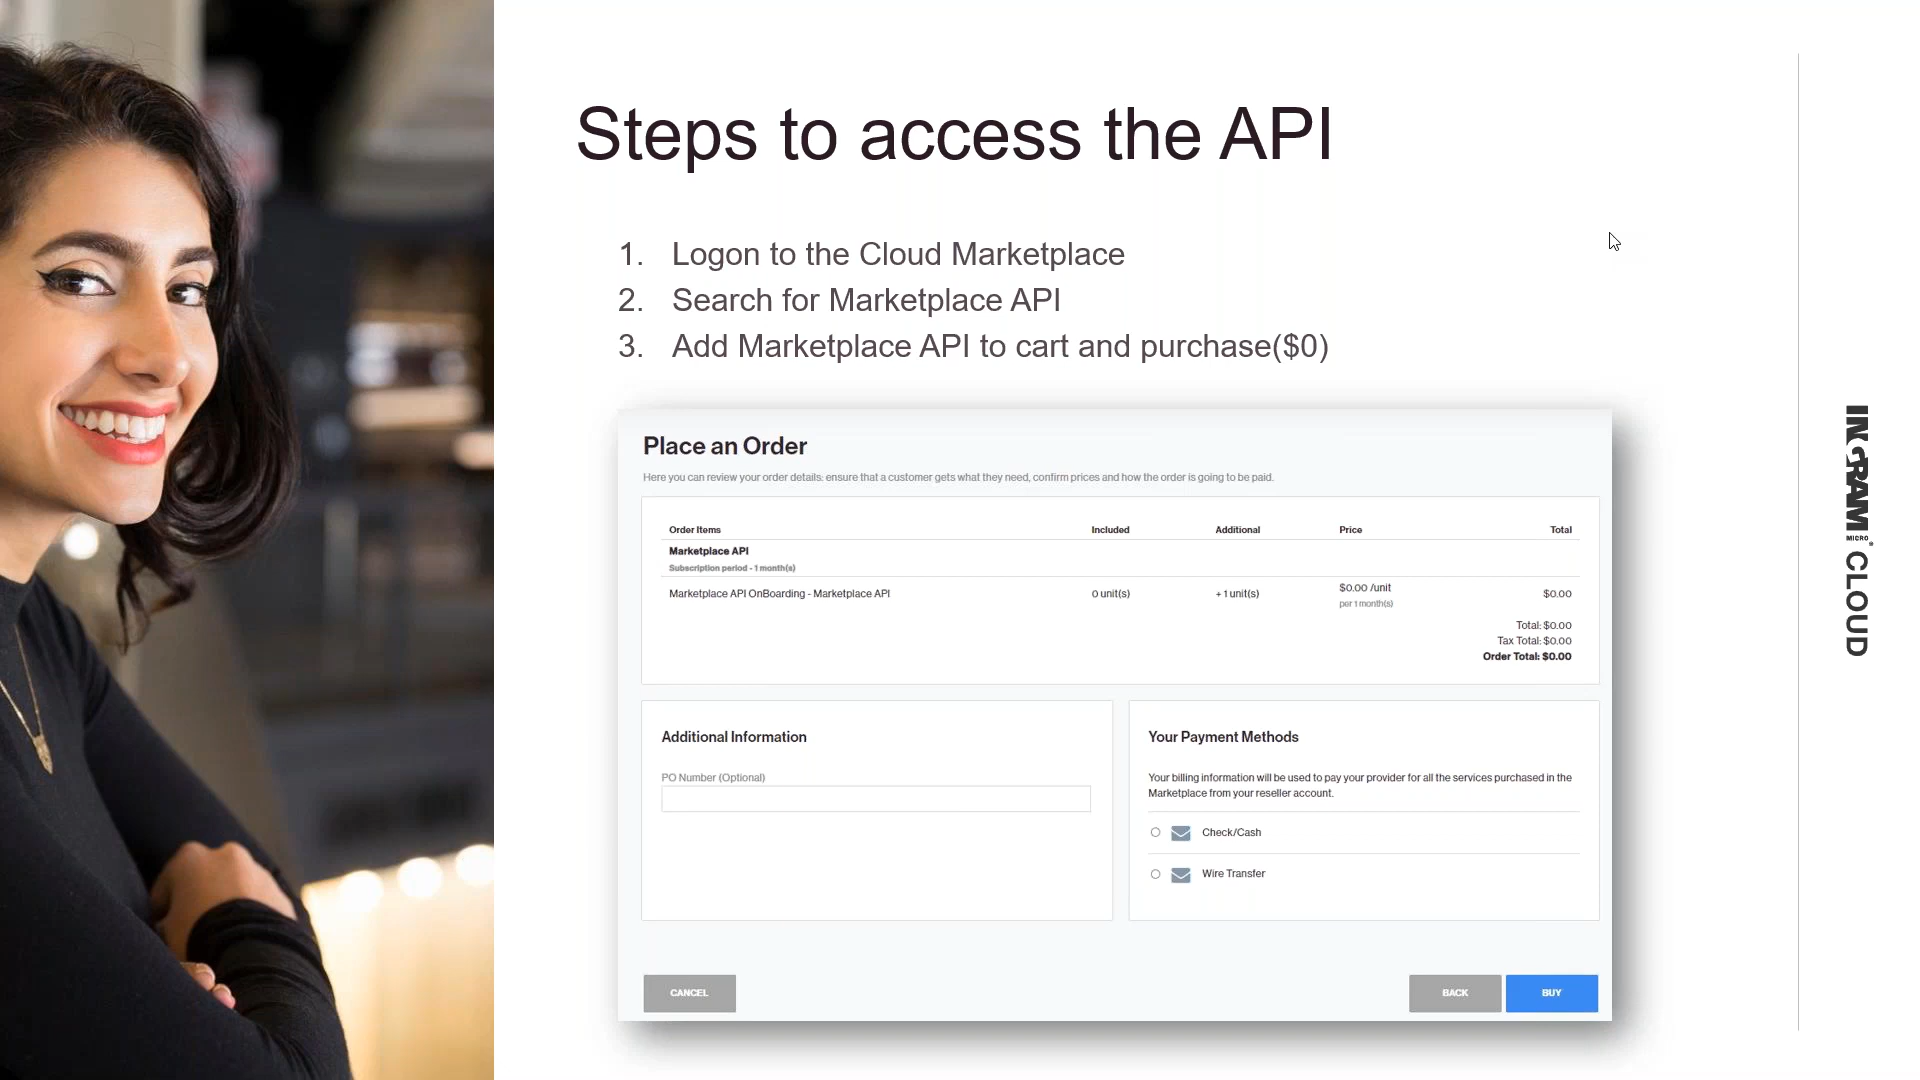 Steps to access the API
1. Logon to the Cloud Marketplace
2. Search for Marketplace API
3. Add Marketplace API to cart and purchase($0)
Place an Order
Here you can review your order details: ensure that a customer gets what they need, confirm prices and how the order is going to be paid.
Order Items Included Additional Price Total
Marketplace API
Subscription period - 1 month(s)
Marketplace API OnBoarding - Marketplace API 0 unit(s) + 1 unit(s) $0.00 /unit $0.00
per 1 month(s)
Total: $0.00
Tax Total: $0.00
Order Total: $0.00
Additional Information
PO Number (Optional)
Your Payment Methods
Your billing information will be used to pay your provider for all the services purchased in the
Marketplace from your reseller account.
Check/Cash
Wire Transfer
CANCEL BACK BUY
INGRAM MICRO® CLOUD